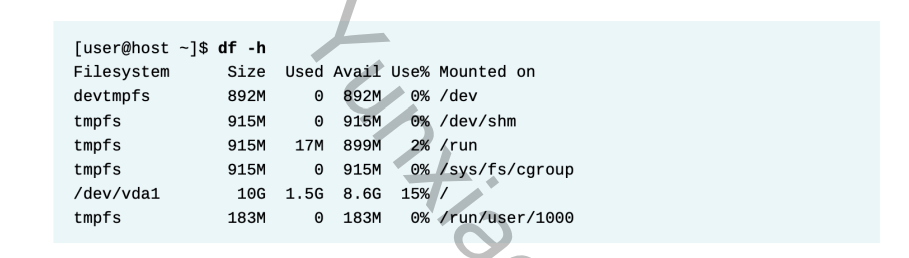 [user@host ~]$ df -h
Filesystem      Size  Used Avail Use% Mounted on
devtmpfs        892M     0  892M   0% /dev
tmpfs           915M     0  915M   0% /dev/shm
tmpfs           915M   17M  899M   2% /run
tmpfs           915M     0  915M   0% /sys/fs/cgroup
/dev/vda1        10G  1.5G  8.6G  15% /
tmpfs           183M     0  183M   0% /run/user/1000